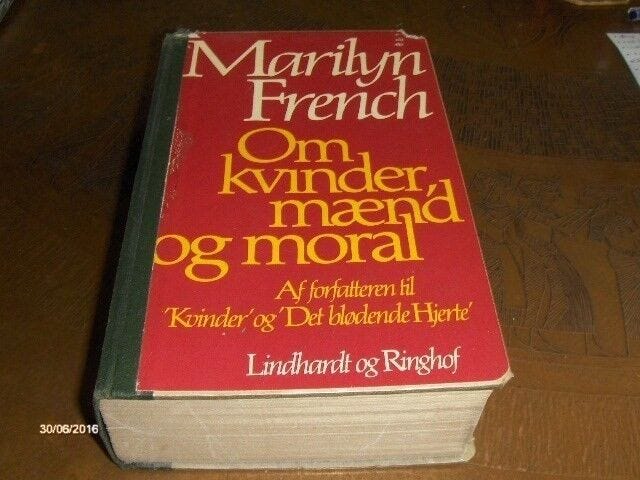 Marilyn
French
Om
kvinder,
mænd
og moral
Af forfatteren til
'Kvinder' og 'Det blødende Hjerte'
Lindhardt og Ringhof
30/06/2016